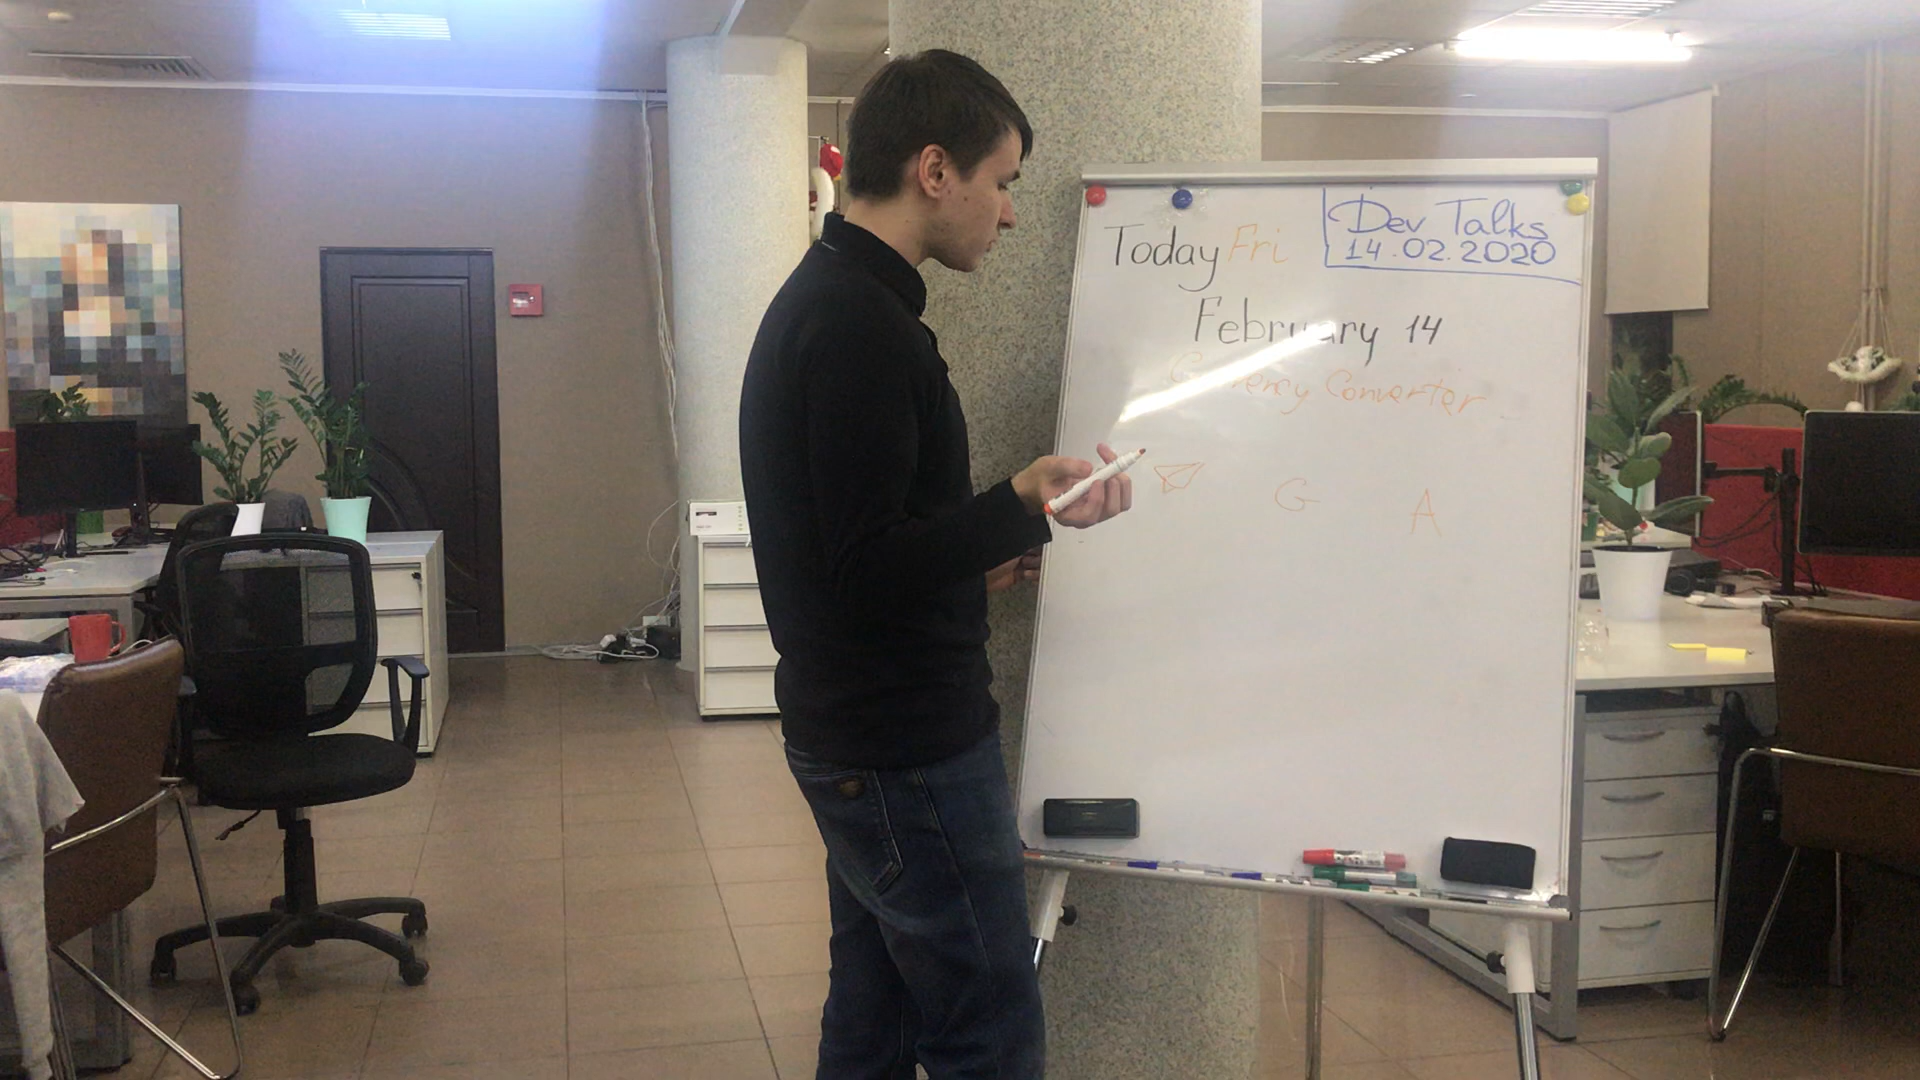 Dev Talks
14.02.2020
Today Fri
February 14
Converter
G A